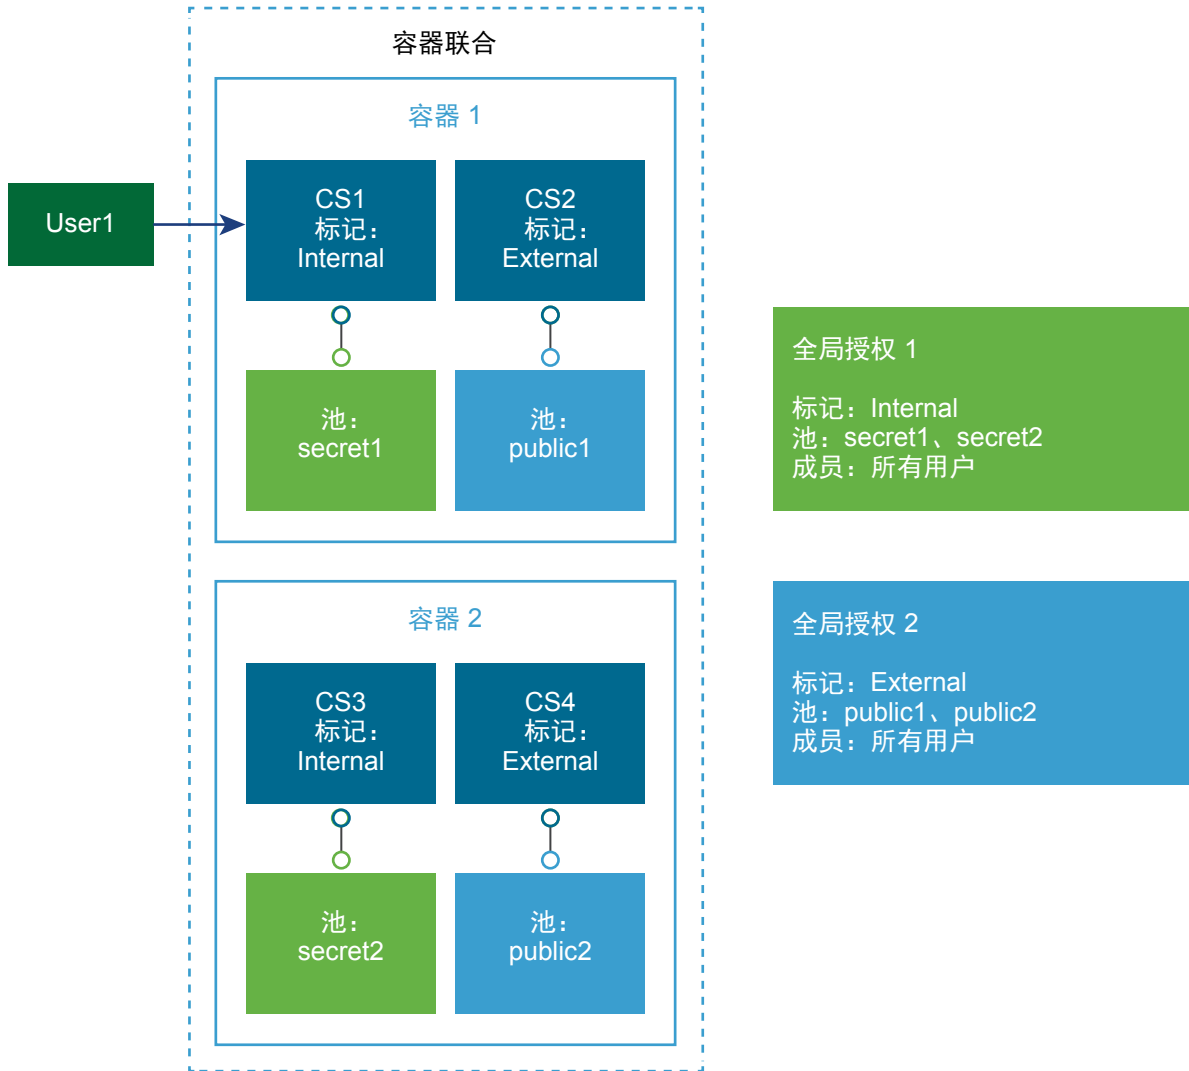 容器联合
容器 1
User1
CS1
标记：
Internal
CS2
标记：
External
池：
secret1
池：
public1
全局授权 1
标记：Internal
池：secret1、secret2
成员：所有用户
容器 2
CS3
标记：
Internal
CS4
标记：
External
池：
secret2
池：
public2
全局授权 2
标记：External
池：public1、public2
成员：所有用户